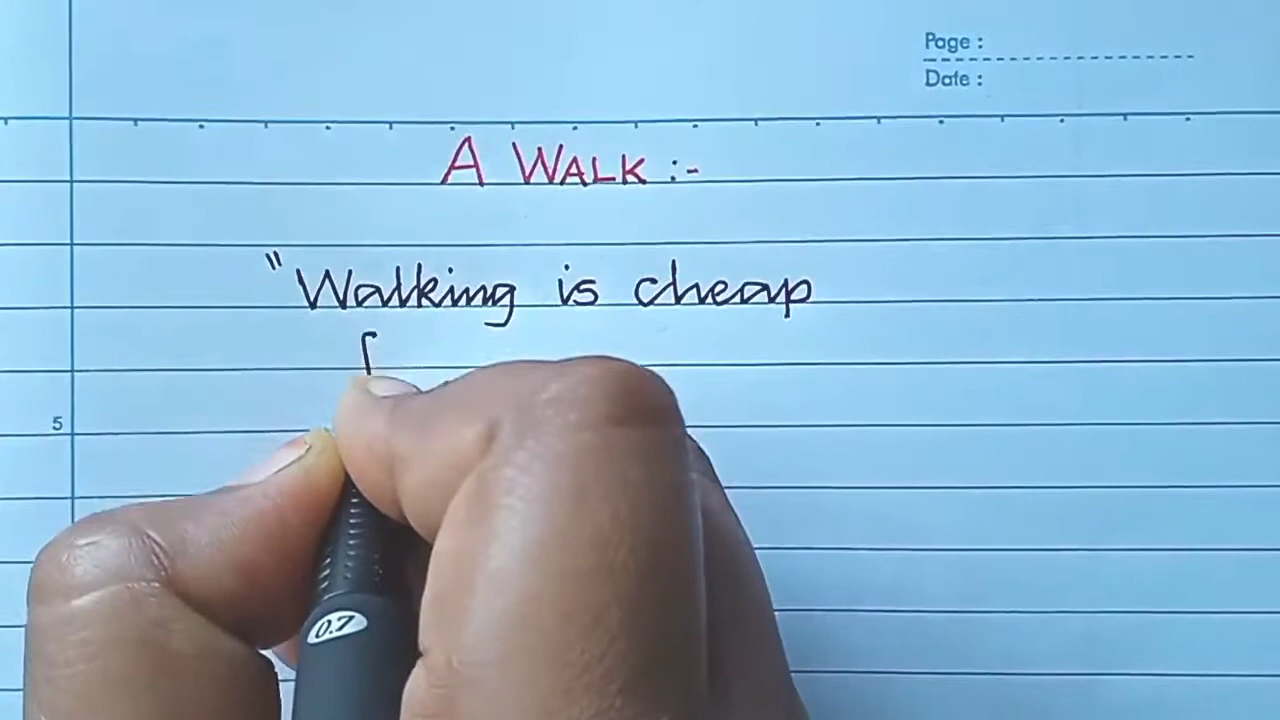 Page :
Date :
A WALK :-
"Walking is cheap
5
0.7